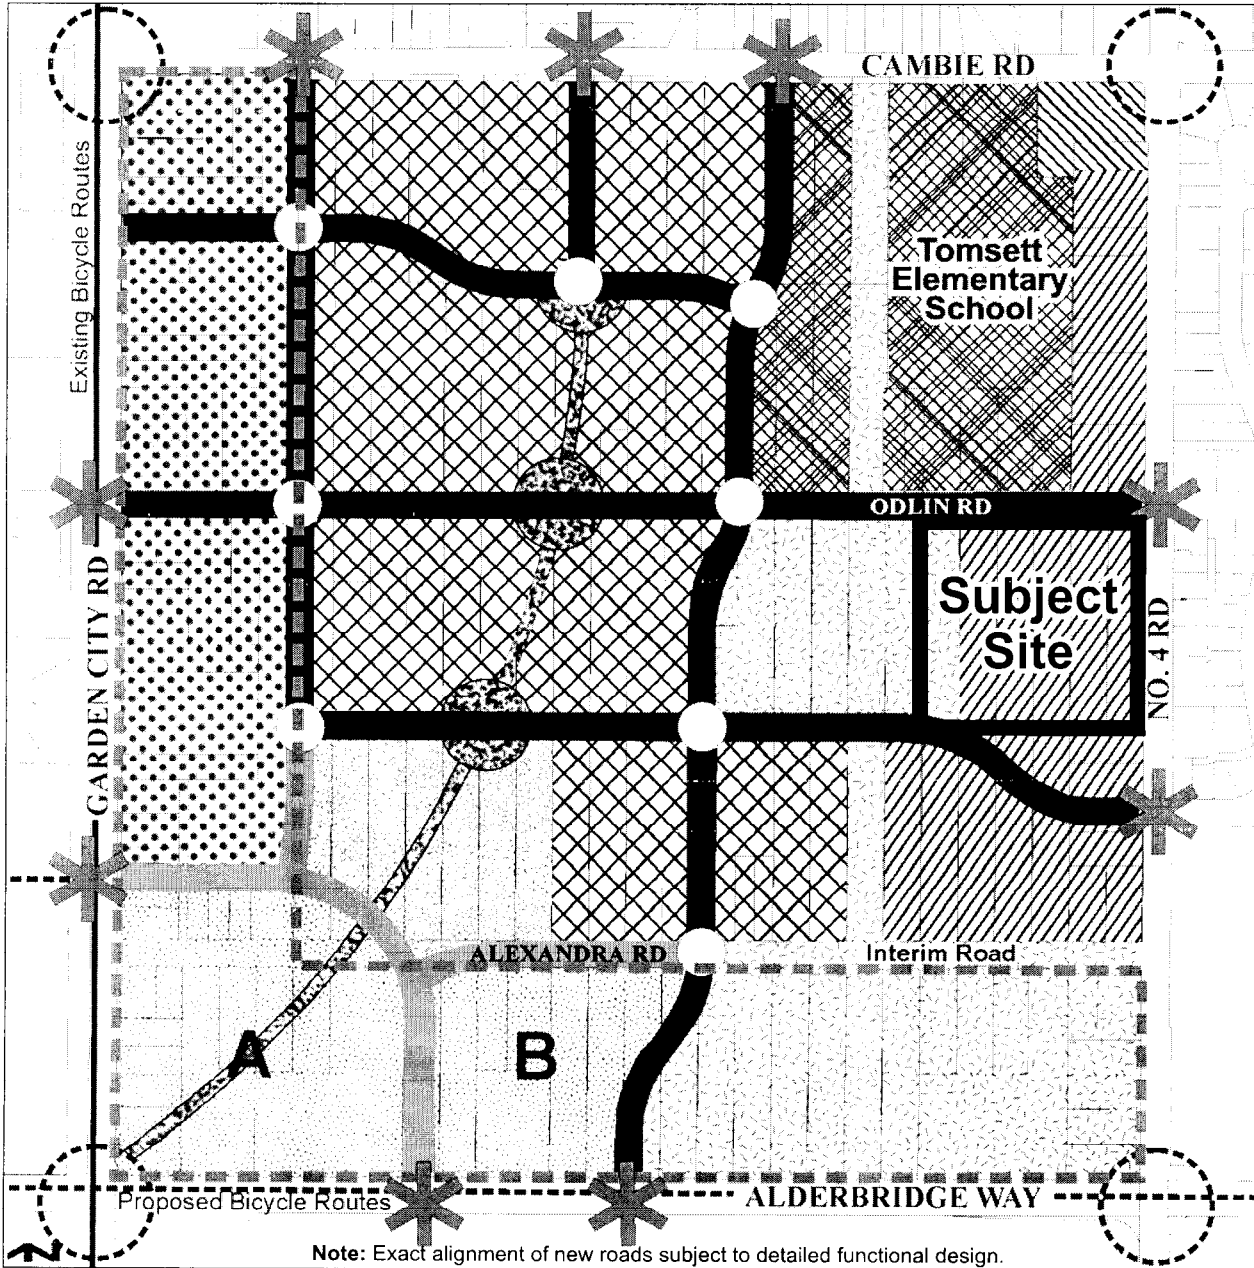 CAMBIE RD
Existing Bicycle Routes
Tomsett
Elementary
School
ODLIN RD
Subject
Site
GARDEN CITY RD
NO. 4 RD
ALEXANDRA RD
Interim Road
A
B
Proposed Bicycle Routes
ALDERBRIDGE WAY
Note: Exact alignment of new roads subject to detailed functional design.